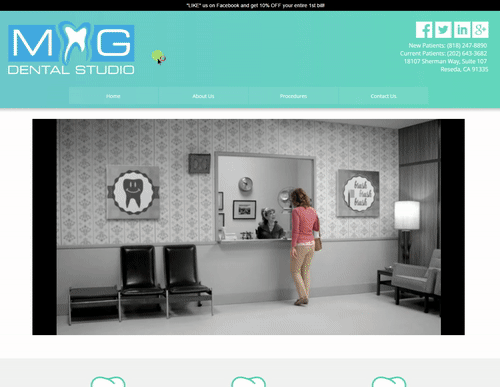 "LIKE" us on Facebook and get 10% OFF your entire 1st bill!
M G
DENTAL STUDIO
New Patients: (818) 247-8890
Current Patients: (202) 643-3682
18107 Sherman Way, Suite 107
Reseda, CA 91335
Home
About Us
Procedures
Contact Us
Brush
Brush
Brush